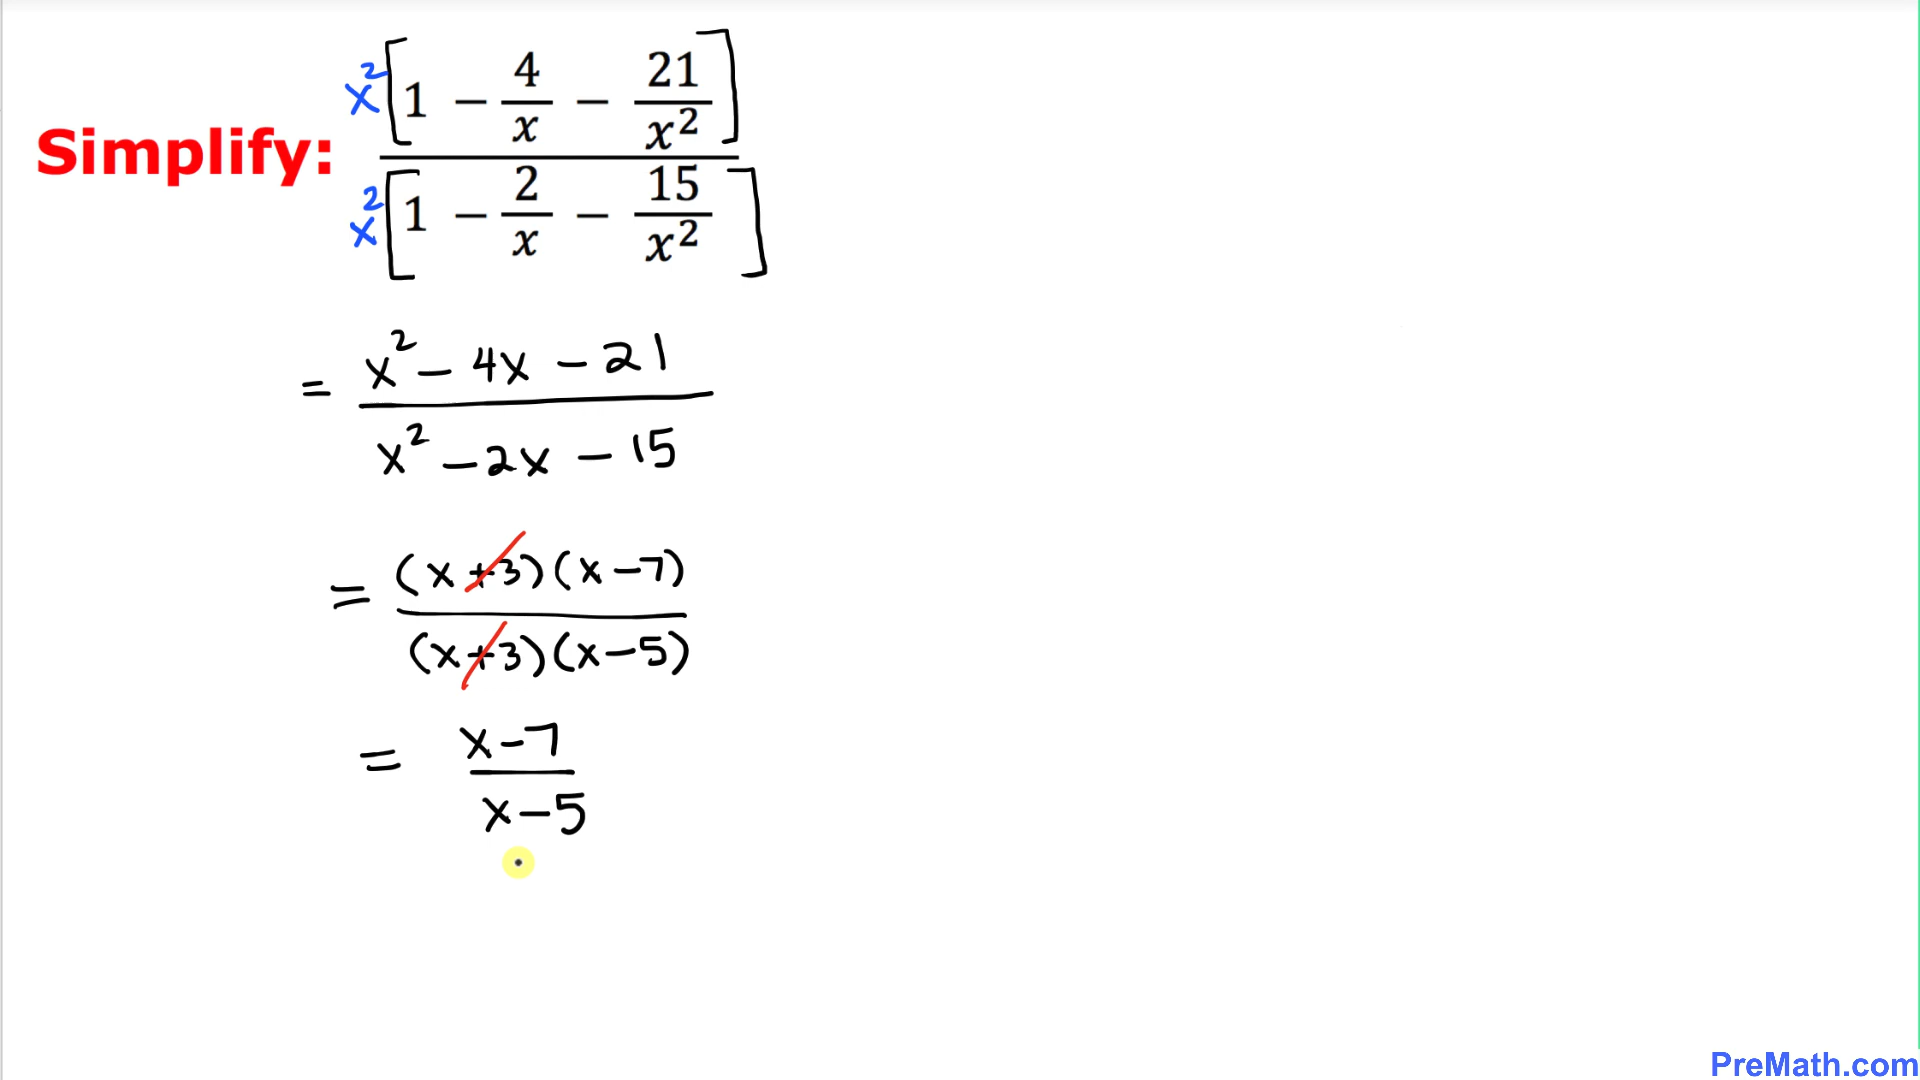 Simplify:
x² [ 1 − 4/x − 21/x² ]
x² [ 1 − 2/x − 15/x² ]
= x² − 4x − 21
x² − 2x − 15
= (x+3)(x−7)
(x+3)(x−5)
= x−7
x−5
PreMath.com